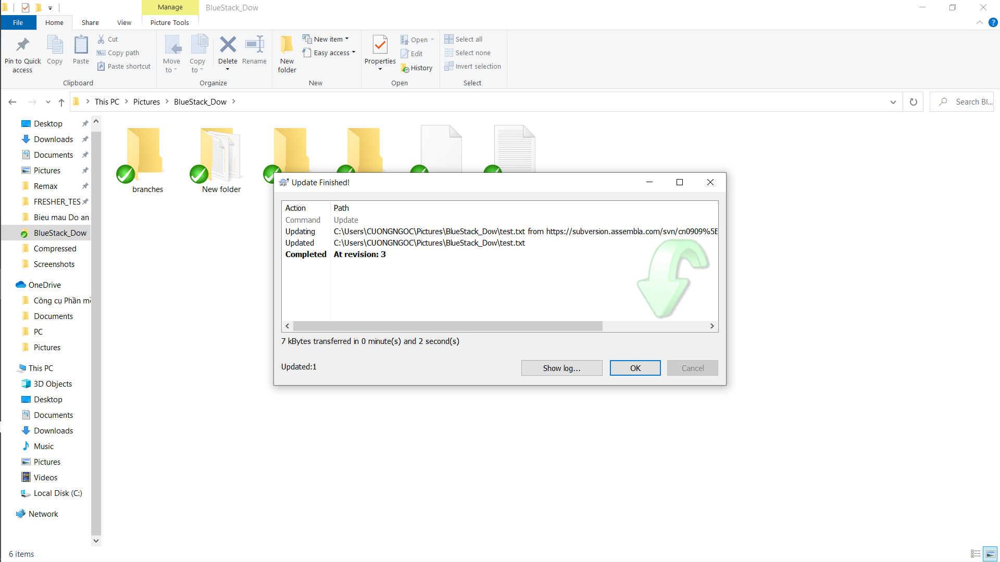 Manage
BlueStack_Dow
File
Home
Share
View
Picture Tools
?
Pin to Quick access
Copy
Paste
Cut
W...
Copy path
Paste shortcut
Clipboard
Move to
Copy to
Delete
Rename
Organize
New folder
New item
Easy access
New
Properties
Open
Edit
History
Open
Select all
Select none
Invert selection
Select
This PC
Pictures
BlueStack_Dow
Search Bl...
Desktop
Downloads
Documents
Pictures
Remax
FRESHER_TES
Bieu mau Do an
BlueStack_Dow
Compressed
Screenshots
OneDrive
Công cụ Phần mề
Documents
PC
Pictures
This PC
3D Objects
Desktop
Documents
Downloads
Music
Pictures
Videos
Local Disk (C:)
Network
branches
New folder
Update Finished!
Action Path
Command Update
Updating C:\Users\CUONGNGOC\Pictures\BlueStack_Dow\test.txt from https://subversion.assembla.com/svn/cn0909%5E
Updated C:\Users\CUONGNGOC\Pictures\BlueStack_Dow\test.txt
Completed At revision: 3
7 kBytes transferred in 0 minute(s) and 2 second(s)
Updated:1
Show log...
OK
Cancel
6 items